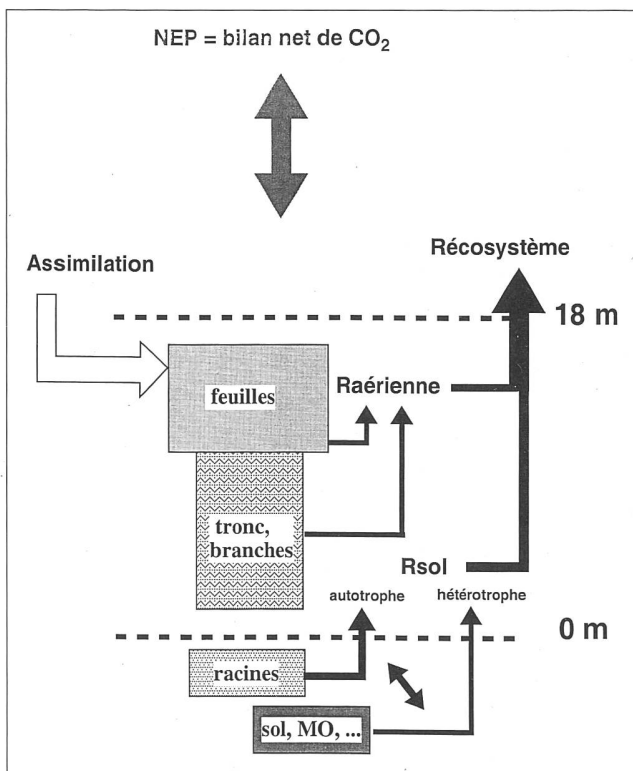 NEP = bilan net de CO₂
Récosystème
Assimilation
18 m
feuilles
Raérienne
tronc,
branches
Rsol
autotrophe
hétérotrophe
0 m
racines
sol, MO, ...